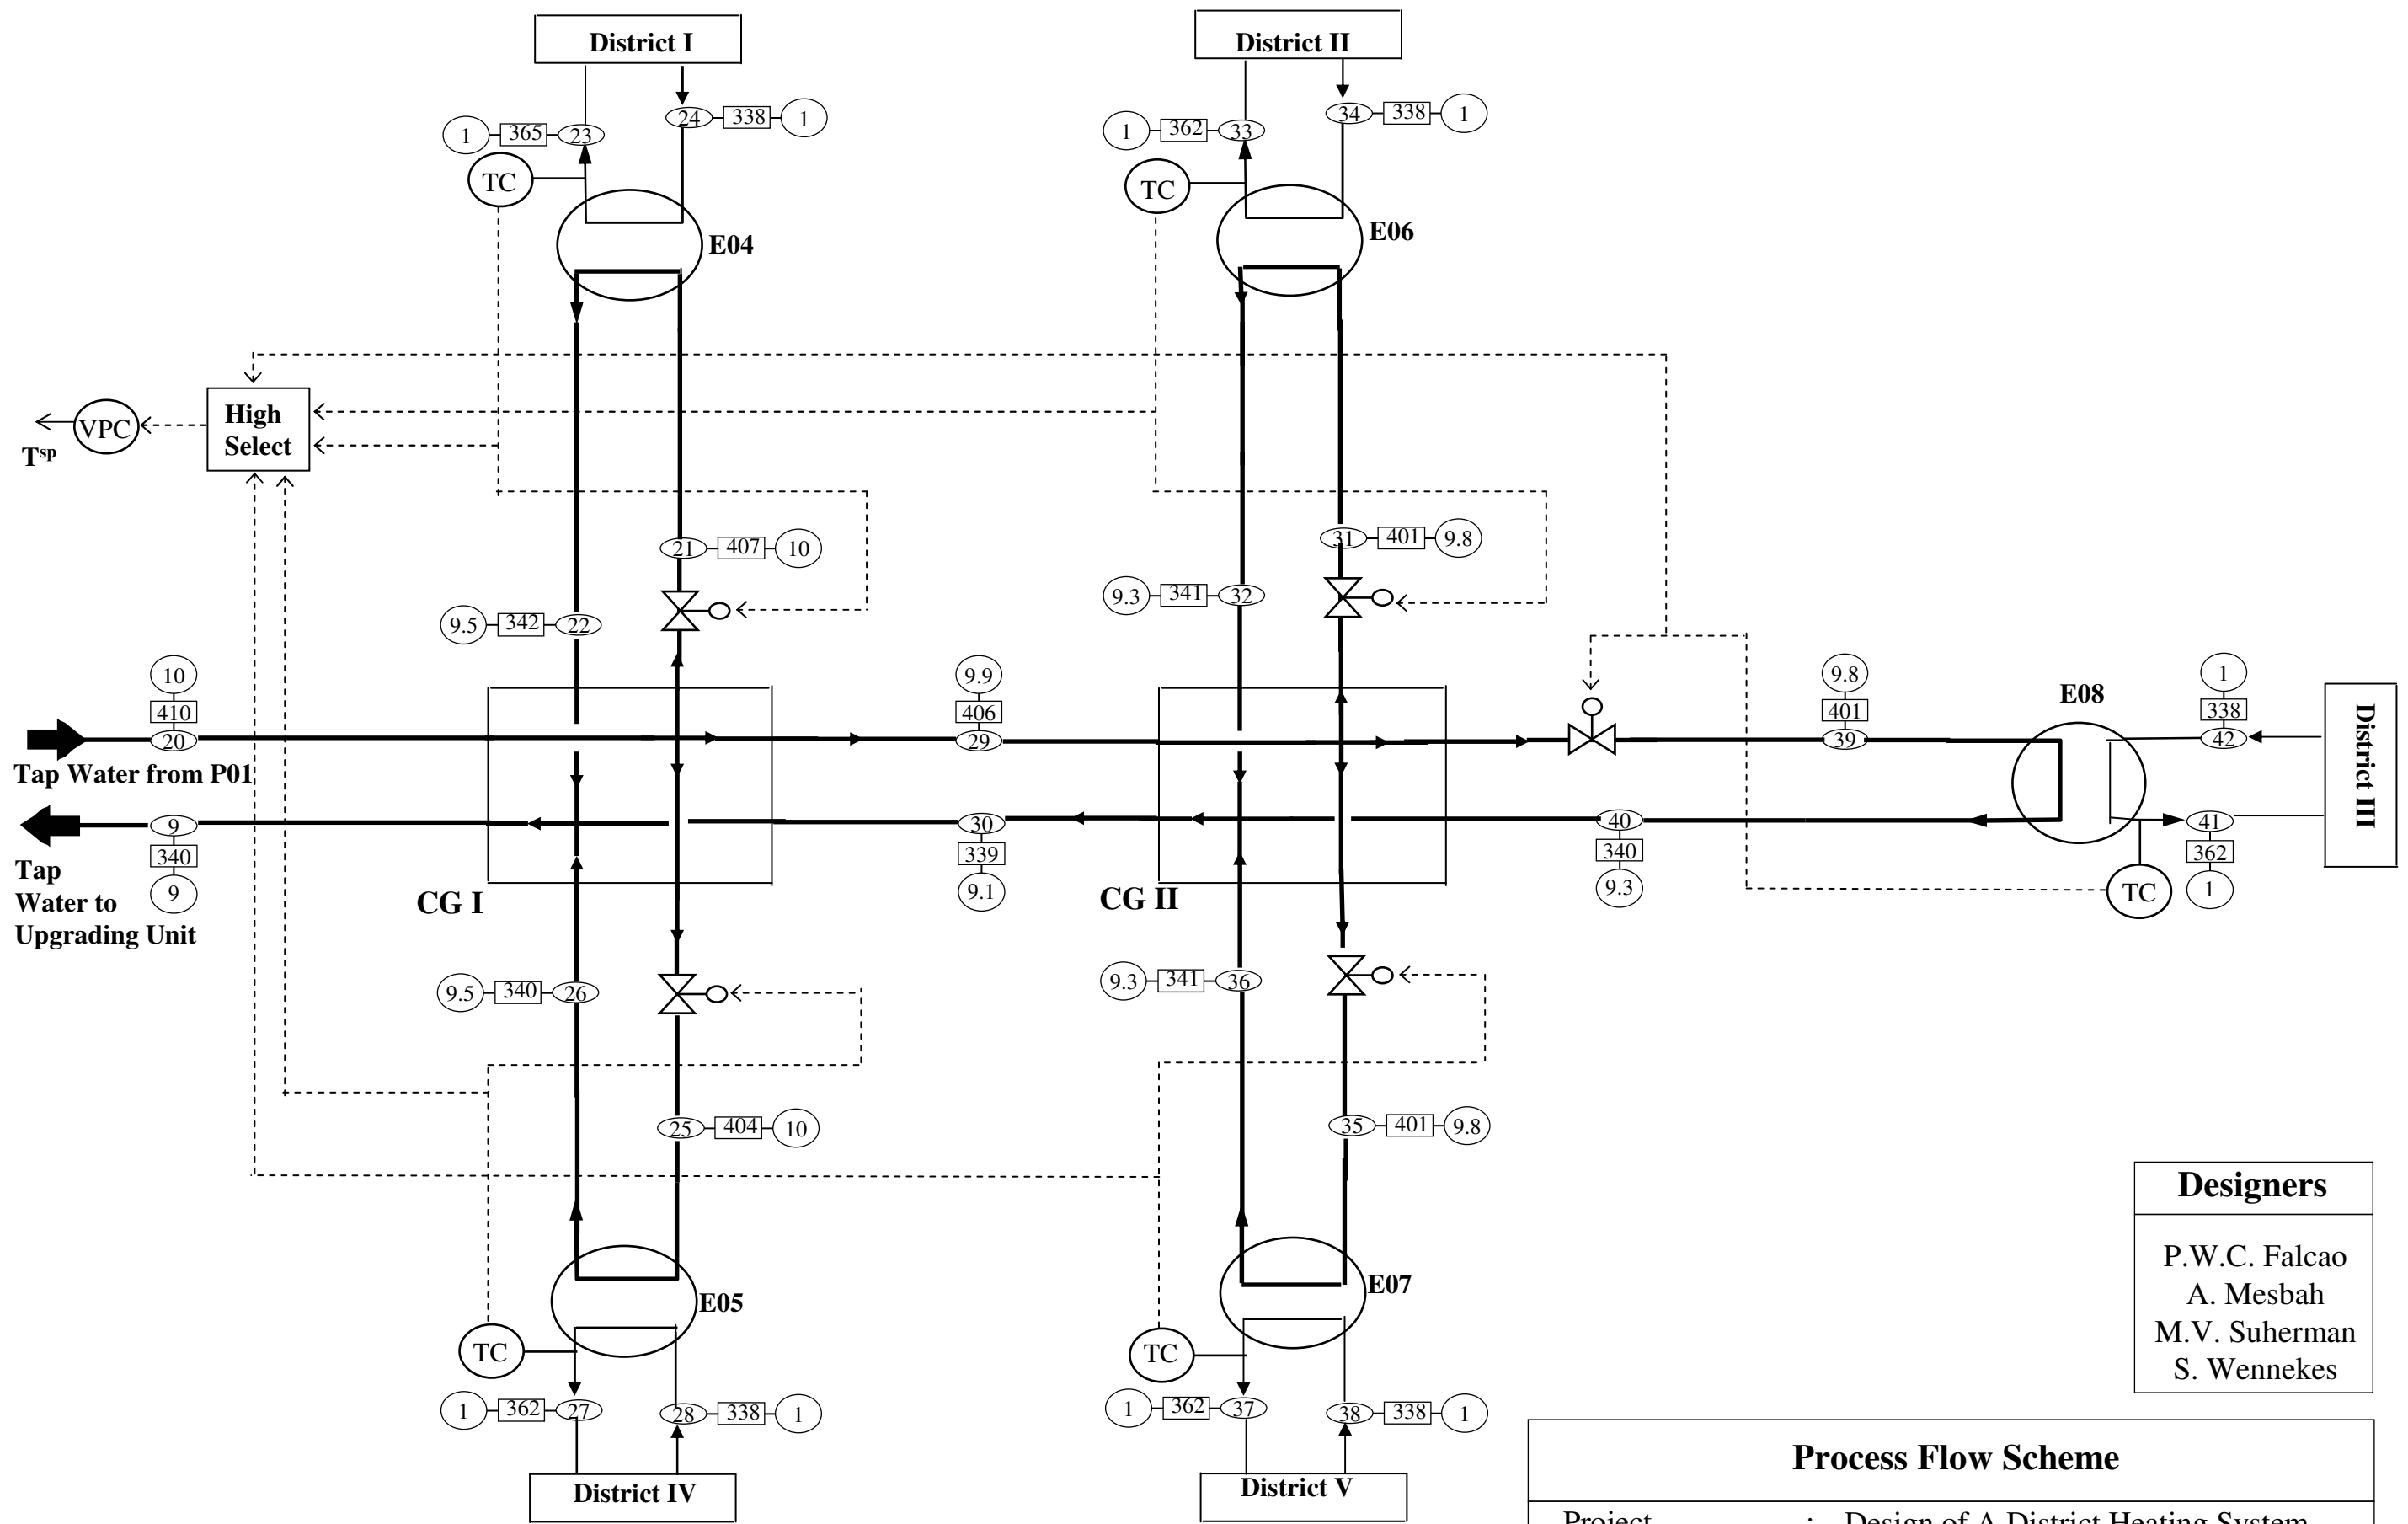 District I
District II
24 338 1
34 338 1
1 365 23
1 362 33
TC
TC
E04
E06
High
Select
VPC
Tsp
21 407 10
31 401 9.8
9.3 341 32
9.5 342 22
10
410
20
9.9
406
29
9.8
401
39
1
338
42
E08
District III
Tap Water from P01
9
340
9
30
339
9.1
40
340
9.3
41
362
1
Tap
Water to
Upgrading Unit
CG I
CG II
TC
9.5 340 26
9.3 341 36
25 404 10
35 401 9.8
E05
E07
TC
TC
1 362 27
28 338 1
1 362 37
38 338 1
District IV
District V
Designers
P.W.C. Falcao
A. Mesbah
M.V. Suherman
S. Wennekes
Process Flow Scheme
Project : Design of A District Heating System